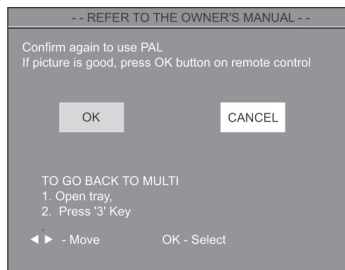 - - REFER TO THE OWNER'S MANUAL - -
Confirm again to use PAL
If picture is good, press OK button on remote control
OK CANCEL
TO GO BACK TO MULTI
1. Open tray,
2. Press '3' Key
.
◄ ► - Move OK - Select